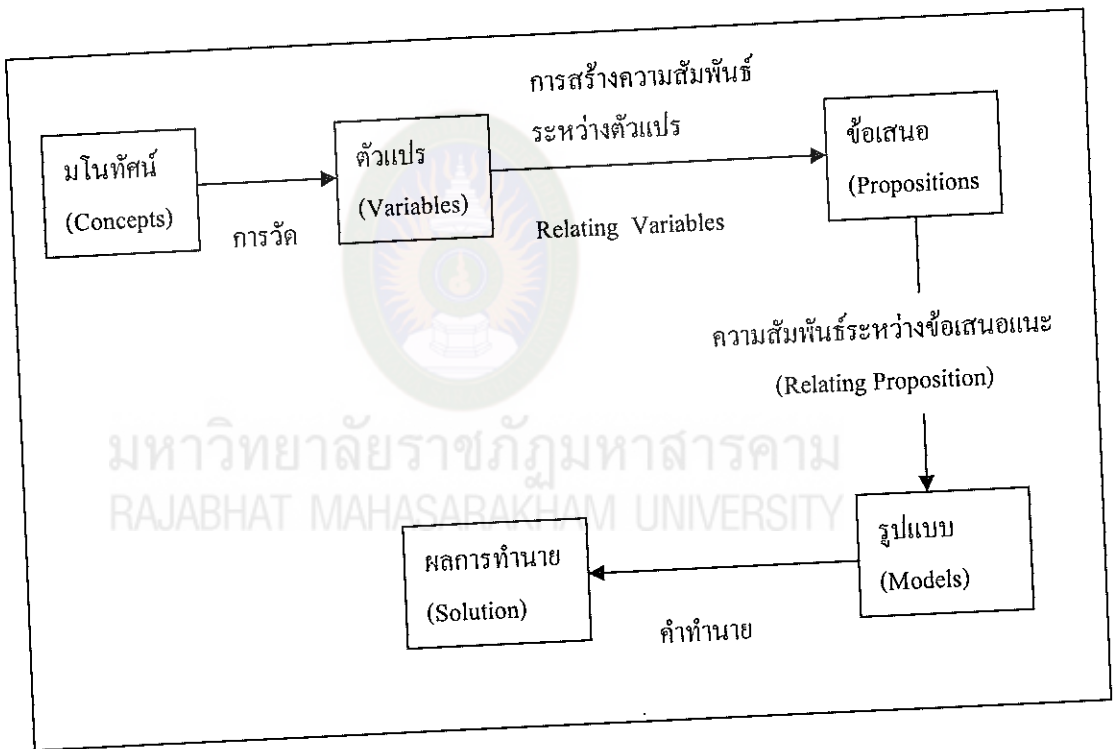 มโนทัศน์
(Concepts)
การวัด
ตัวแปร
(Variables)
การสร้างความสัมพันธ์
ระหว่างตัวแปร
Relating Variables
ข้อเสนอ
(Propositions
ความสัมพันธ์ระหว่างข้อเสนอแนะ
(Relating Proposition)
รูปแบบ
(Models)
คำทำนาย
ผลการทำนาย
(Solution)
มหาวิทยาลัยราชภัฏมหาสารคาม
RAJABHAT MAHASARAKHAM UNIVERSITY